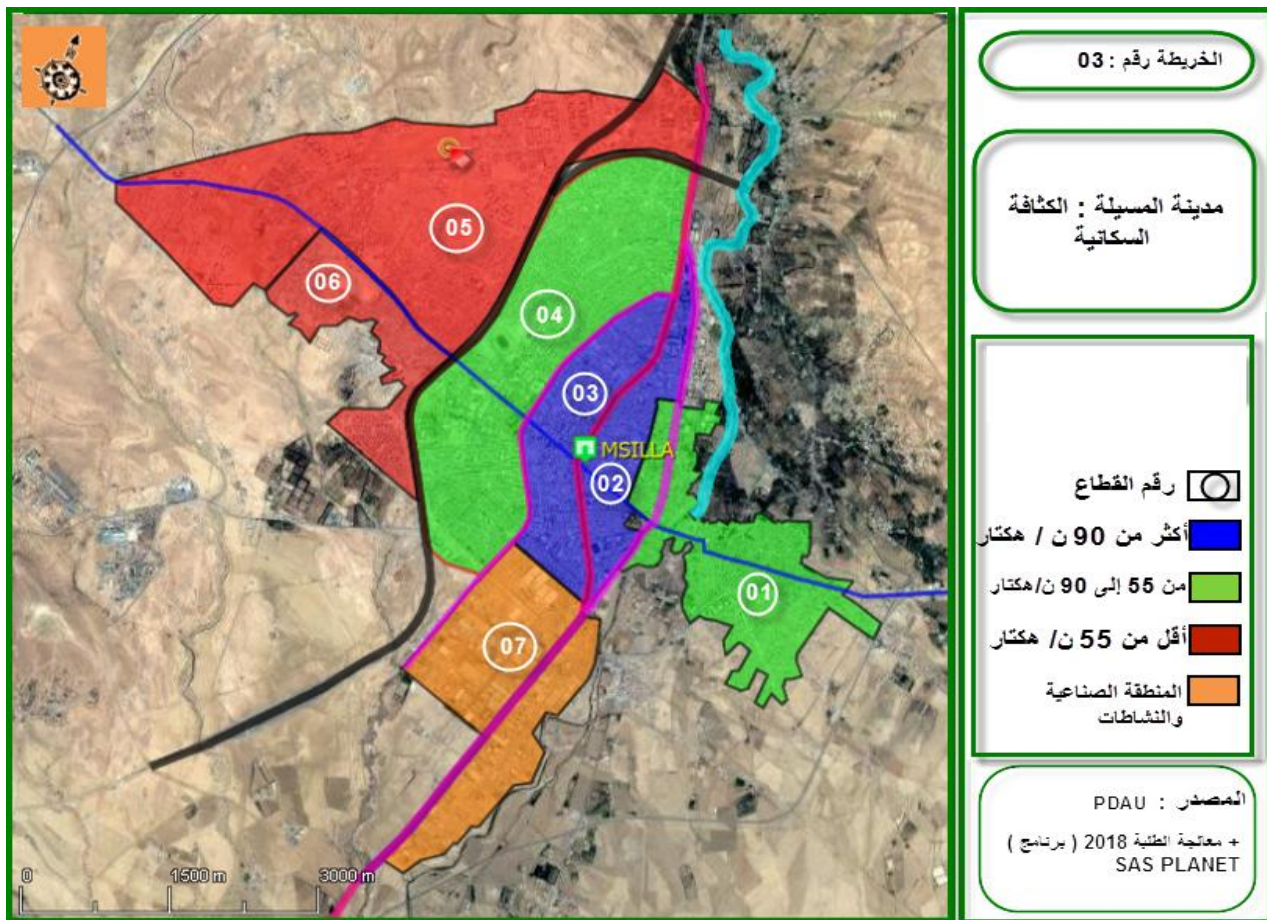 الخريطة رقم : 03
مدينة المسيلة : الكثافة
السكانية
رقم القطاع
أكثر من 90 ن / هكتار
من 55 إلى 90 ن/هكتار
أقل من 55 ن/ هكتار
المنطقة الصناعية
والنشاطات
المصدر : PDAU
+ معالجة الطلبة 2018 ( برنامج )
SAS PLANET
05
06
04
03
MSILLA
02
01
07
0
1500 m
3000 m